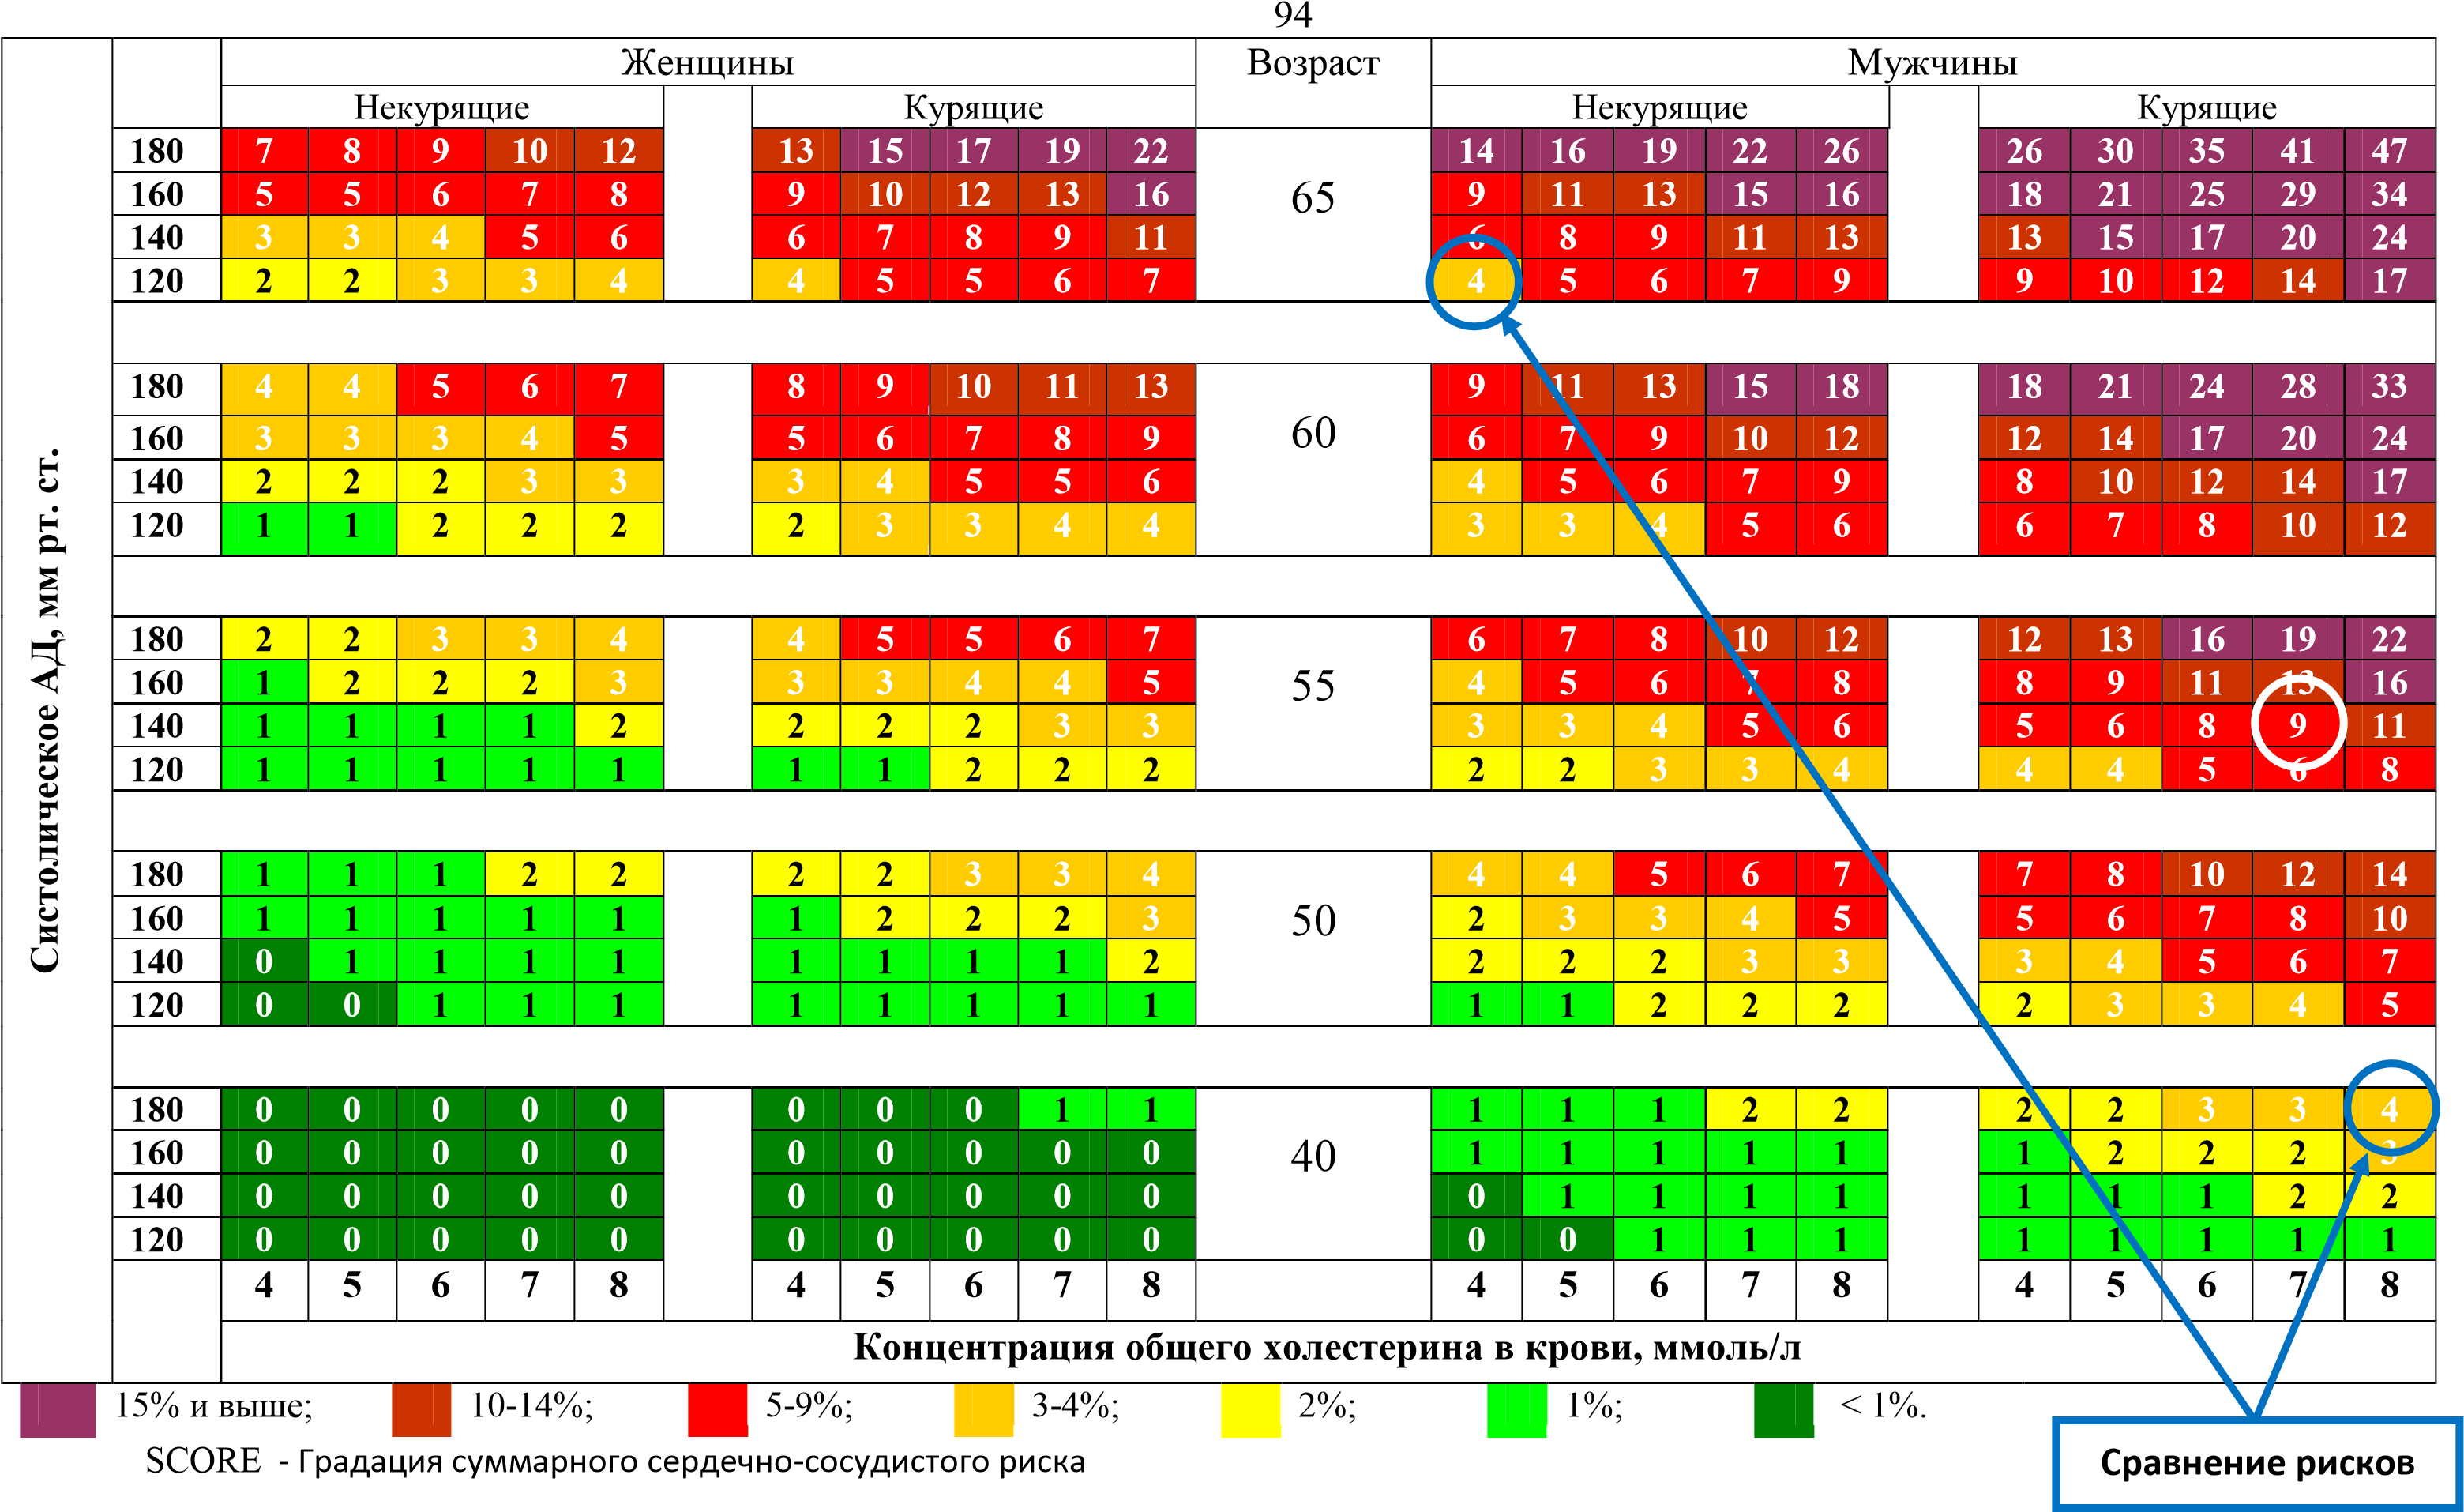 94
Женщины Возраст Мужчины
Некурящие Курящие Некурящие Курящие
Систолическое АД, мм рт. ст.
180 7 8 9 10 12 13 15 17 19 22 14 16 19 22 26 26 30 35 41 47
160 5 5 6 7 8 9 10 12 13 16 65 9 11 13 15 16 18 21 25 29 34
140 3 3 4 5 6 6 7 8 9 11 6 8 9 11 13 13 15 17 20 24
120 2 2 3 3 4 4 5 5 6 7 4 5 6 7 9 9 10 12 14 17
180 4 4 5 6 7 8 9 10 11 13 9 11 13 15 18 18 21 24 28 33
160 3 3 3 4 5 5 6 7 8 9 60 6 7 9 10 12 12 14 17 20 24
140 2 2 2 3 3 3 4 5 5 6 4 5 6 7 9 8 10 12 14 17
120 1 1 2 2 2 2 3 3 4 4 3 3 4 5 6 6 7 8 10 12
180 2 2 3 3 4 4 5 5 6 7 6 7 8 10 12 12 13 16 19 22
160 1 2 2 2 3 3 3 4 4 5 55 4 5 6 7 8 8 9 11 13 16
140 1 1 1 1 2 2 2 2 3 3 3 3 4 5 6 5 6 8 9 11
120 1 1 1 1 1 1 1 2 2 2 2 2 3 3 4 4 4 5 6 8
180 1 1 1 2 2 2 2 3 3 4 4 4 5 6 7 7 8 10 12 14
160 1 1 1 1 1 1 2 2 2 3 50 2 3 3 4 5 5 6 7 8 10
140 0 1 1 1 1 1 1 1 1 2 2 2 2 3 3 3 4 5 6 7
120 0 0 1 1 1 1 1 1 1 1 1 1 2 2 2 2 3 3 4 5
180 0 0 0 0 0 0 0 0 1 1 1 1 1 2 2 2 2 3 3 4
160 0 0 0 0 0 0 0 0 0 0 40 1 1 1 1 1 1 2 2 2 3
140 0 0 0 0 0 0 0 0 0 0 0 1 1 1 1 1 1 1 2 2
120 0 0 0 0 0 0 0 0 0 0 0 0 1 1 1 1 1 1 1 1
4 5 6 7 8 4 5 6 7 8 4 5 6 7 8 4 5 6 7 8
Концентрация общего холестерина в крови, ммоль/л
15% и выше; 10-14%; 5-9%; 3-4%; 2%; 1%; < 1%.
SCORE - Градация суммарного сердечно-сосудистого риска
Сравнение рисков